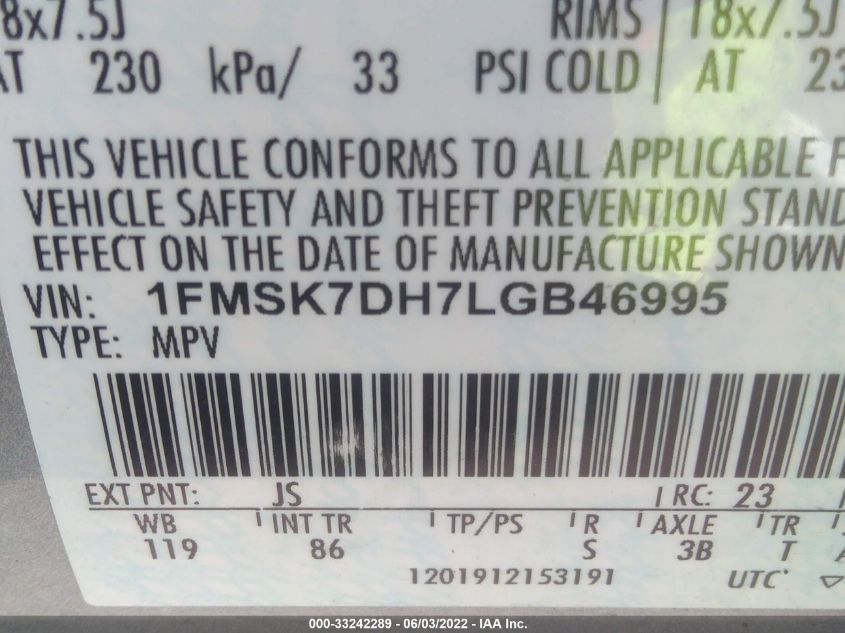 8x7.5J RIMS 18x7.5J
AT 230 kPa/ 33 PSI COLD AT 23
THIS VEHICLE CONFORMS TO ALL APPLICABLE F
VEHICLE SAFETY AND THEFT PREVENTION STAND
EFFECT ON THE DATE OF MANUFACTURE SHOWN
VIN: 1FMSK7DH7LGB46995
TYPE: MPV
EXT PNT: JS RC: 23
WB INT TR TP/PS R AXLE TR
119 86 S 3B T A
1201912153191 UTC
000-33242289 - 06/03/2022 - IAA Inc.